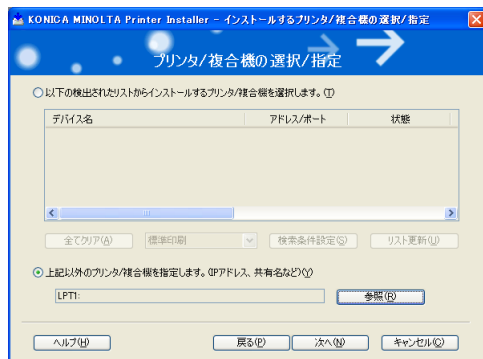 KONICA MINOLTA Printer Installer - インストールするプリンタ/複合機の選択/指定
プリンタ/複合機の選択/指定
以下の検出されたリストからインストールするプリンタ/複合機を選択します。(T)
デバイス名 アドレス/ポート 状態
全てクリア(A) 標準印刷 検索条件設定(S) リスト更新(U)
上記以外のプリンタ/複合機を指定します。(IPアドレス、共有名など)(Y)
LPT1: 参照(R)
ヘルプ(H) 戻る(P) 次へ(N) キャンセル(C)